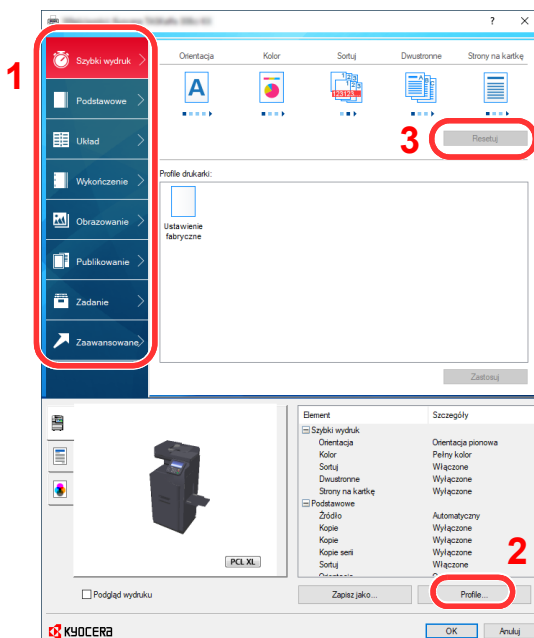 ? ×
1
Szybki wydruk
Podstawowe
Układ
Wykończenie
Obrazowanie
Publikowanie
Zadanie
Zaawansowane
Orientacja Kolor Sortuj Dwustronne Strony na kartkę
A
123123...
A
3
Resetuj
Profile drukarki:
Ustawienie
fabryczne
Zastosuj
Element Szczegóły
Szybki wydruk
Orientacja Orientacja pionowa
Kolor Pełny kolor
Sortuj Włączone
Dwustronne Wyłączone
Strony na kartkę Wyłączone
Podstawowe
Źródło Automatyczny
Kopie Wyłączone
Kopie Wyłączone
Kopie serii Wyłączone
Sortuj Włączone
PCL XL
2
Podgląd wydruku
Zapisz jako...
Profile...
KYOCERA
OK Anuluj